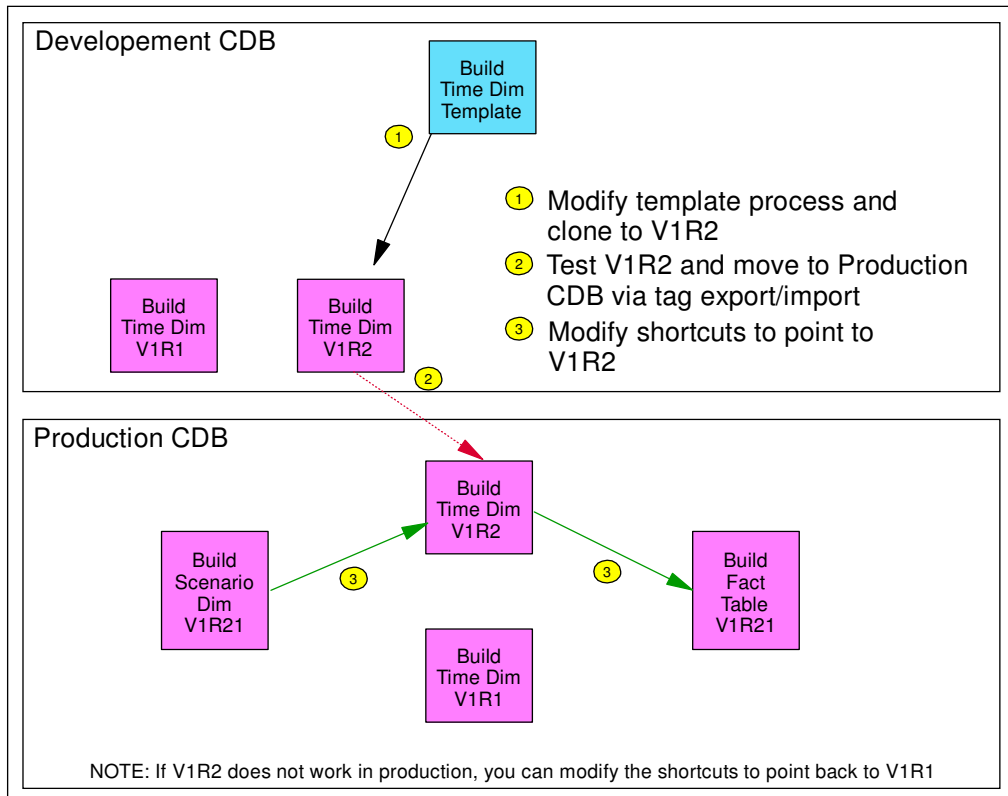 Developement CDB
Build
Time Dim
Template
1
1 Modify template process and
clone to V1R2
2 Test V1R2 and move to Production
CDB via tag export/import
3 Modify shortcuts to point to
V1R2
Build
Time Dim
V1R1
Build
Time Dim
V1R2
2
Production CDB
Build
Time Dim
V1R2
Build
Scenario
Dim
V1R21
3
3
Build
Fact
Table
V1R21
Build
Time Dim
V1R1
NOTE: If V1R2 does not work in production, you can modify the shortcuts to point back to V1R1